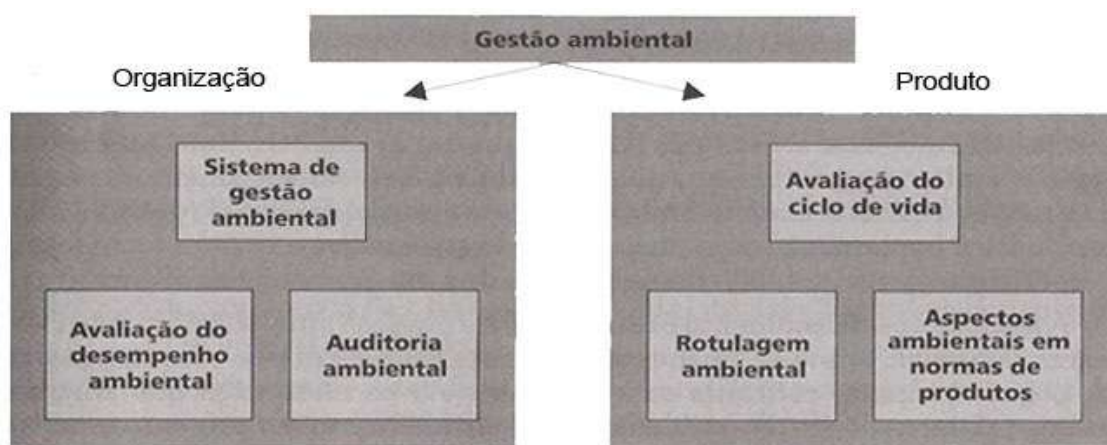 Gestão ambiental
Organização
Produto
Sistema de
gestão
ambiental
Avaliação do
desempenho
ambiental
Auditoria
ambiental
Avaliação do
ciclo de vida
Rotulagem
ambiental
Aspectos
ambientais em
normas de
produtos